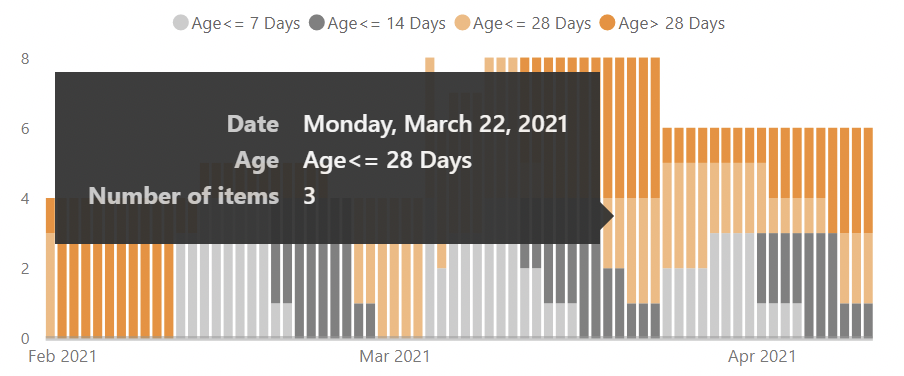 Age<= 7 Days Age<= 14 Days Age<= 28 Days Age> 28 Days
8
Date Monday, March 22, 2021
6
Age Age<= 28 Days
4
Number of items 3
2
0
Feb 2021 Mar 2021 Apr 2021